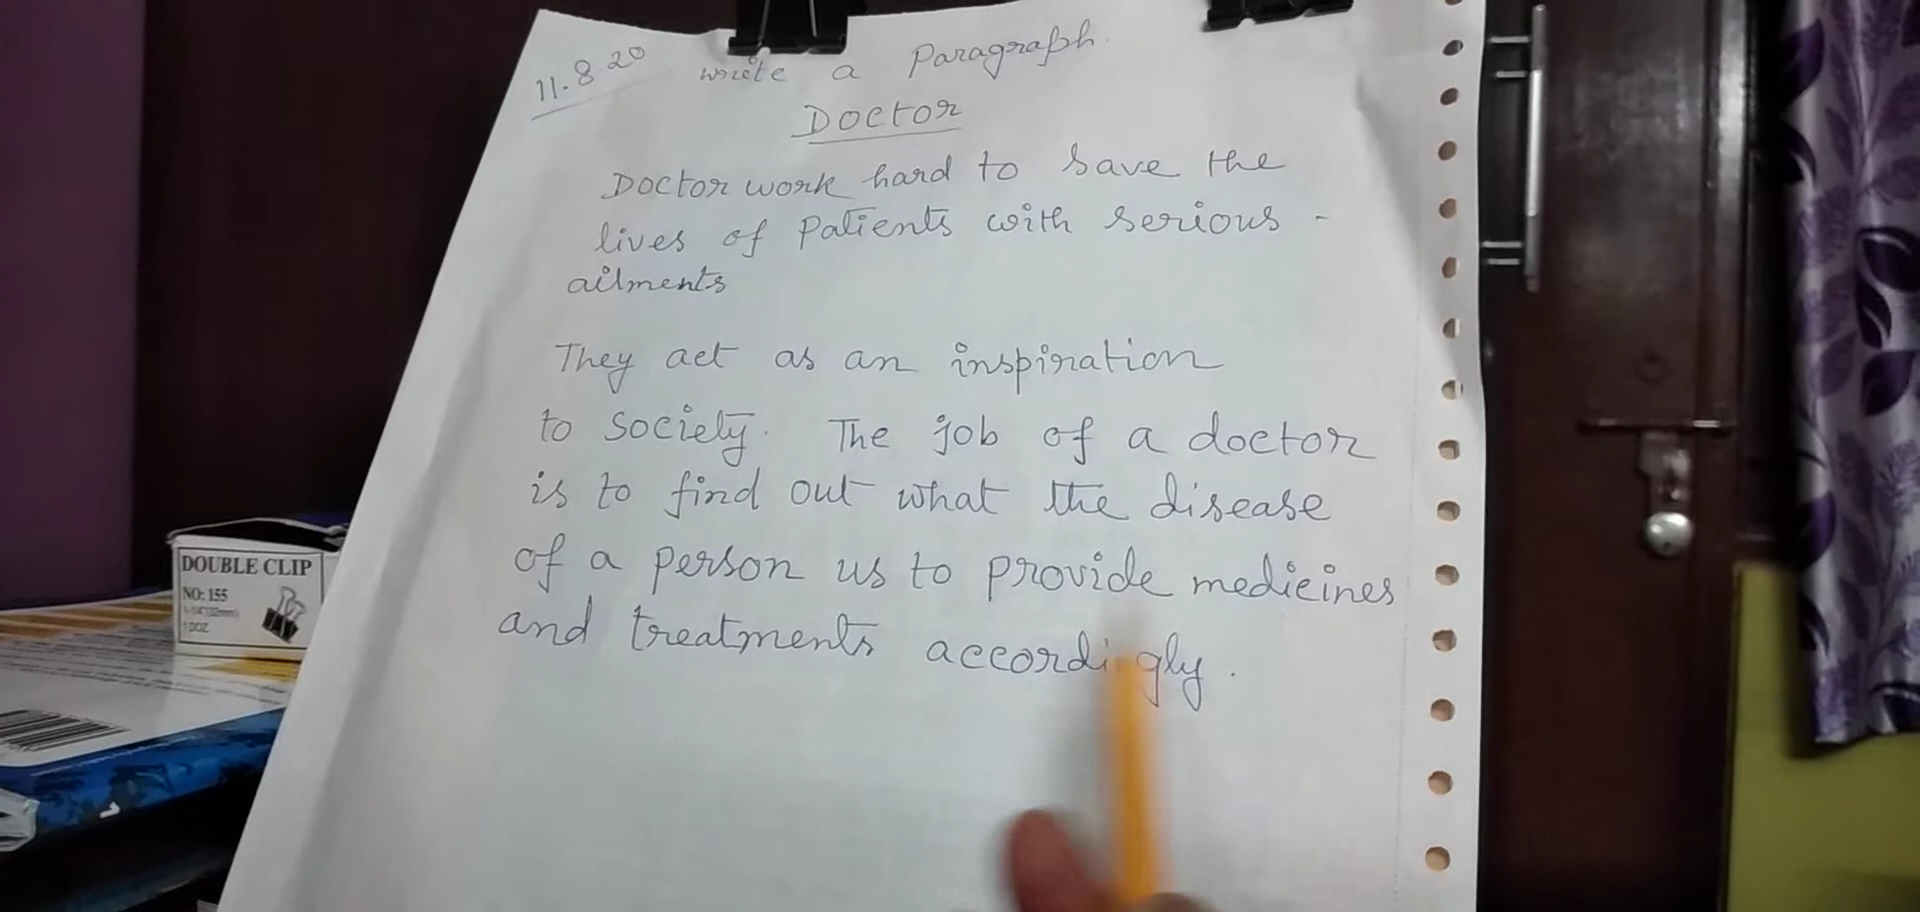 11.8.20
write a Paragraph.
Doctor
Doctor work hard to save the
lives of Patients with serious -
ailments
They act as an inspiration
to society. The job of a doctor
is to find out what the disease
of a person us to provide medicines
and treatments accordingly.
DOUBLE CLIP
NO: 155
1 DOZ